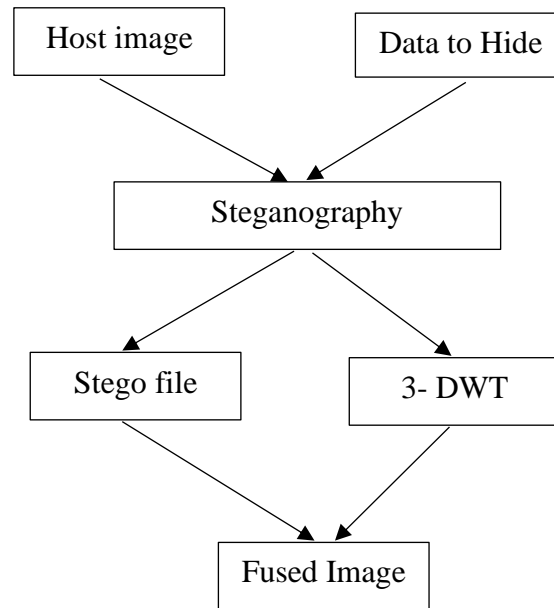 Host image
Data to Hide
Steganography
Stego file
3- DWT
Fused Image